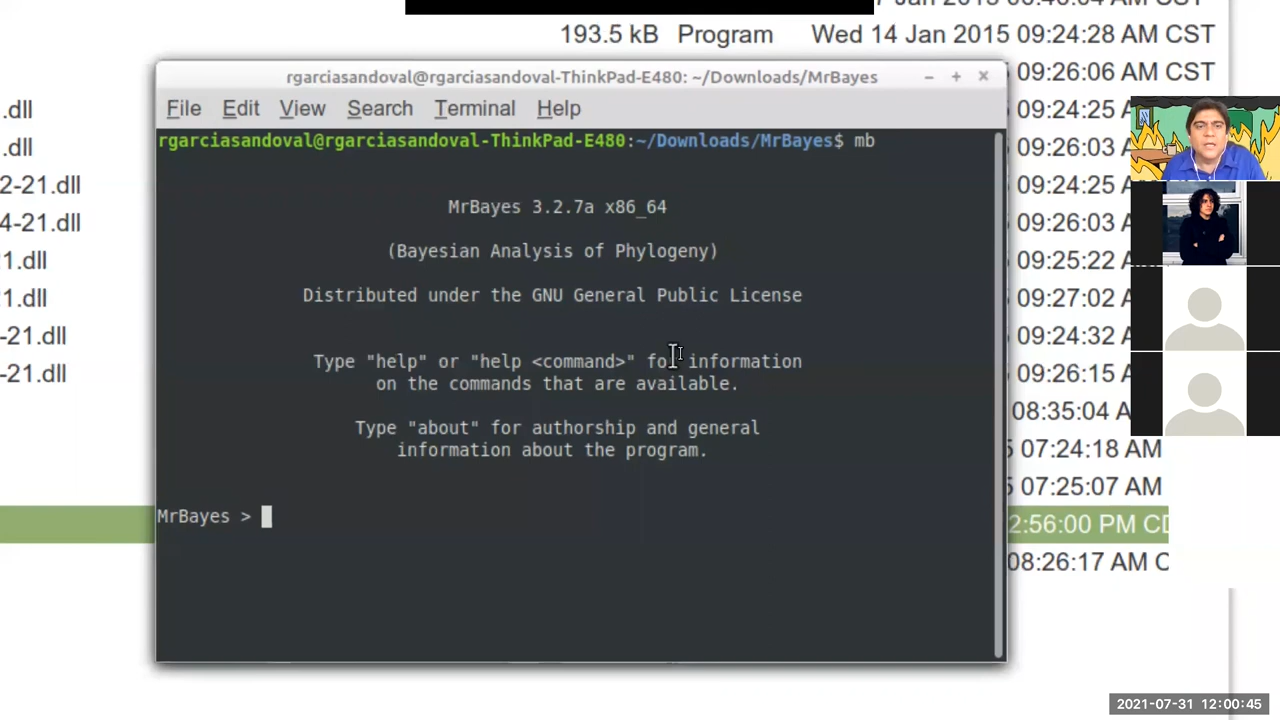 193.5 kB Program Wed 14 Jan 2015 09:24:28 AM CST
09:26:06 AM CST
.dll 09:24:25
.dll 09:26:03
2-21.dll 09:24:25
4-21.dll 09:26:03
1.dll 09:25:22
21.dll 09:27:02
-21.dll 09:24:32
-21.dll 09:26:15
08:35:04
07:24:18 AM
07:25:07 AM
2:56:00 PM CD
08:26:17 AM C
rgarciasandoval@rgarciasandoval-ThinkPad-E480: ~/Downloads/MrBayes
File Edit View Search Terminal Help
rgarciasandoval@rgarciasandoval-ThinkPad-E480:~/Downloads/MrBayes$ mb
MrBayes 3.2.7a x86_64
(Bayesian Analysis of Phylogeny)
Distributed under the GNU General Public License
Type "help" or "help <command>" for information
on the commands that are available.
Type "about" for authorship and general
information about the program.
MrBayes >
2021-07-31 12:00:45